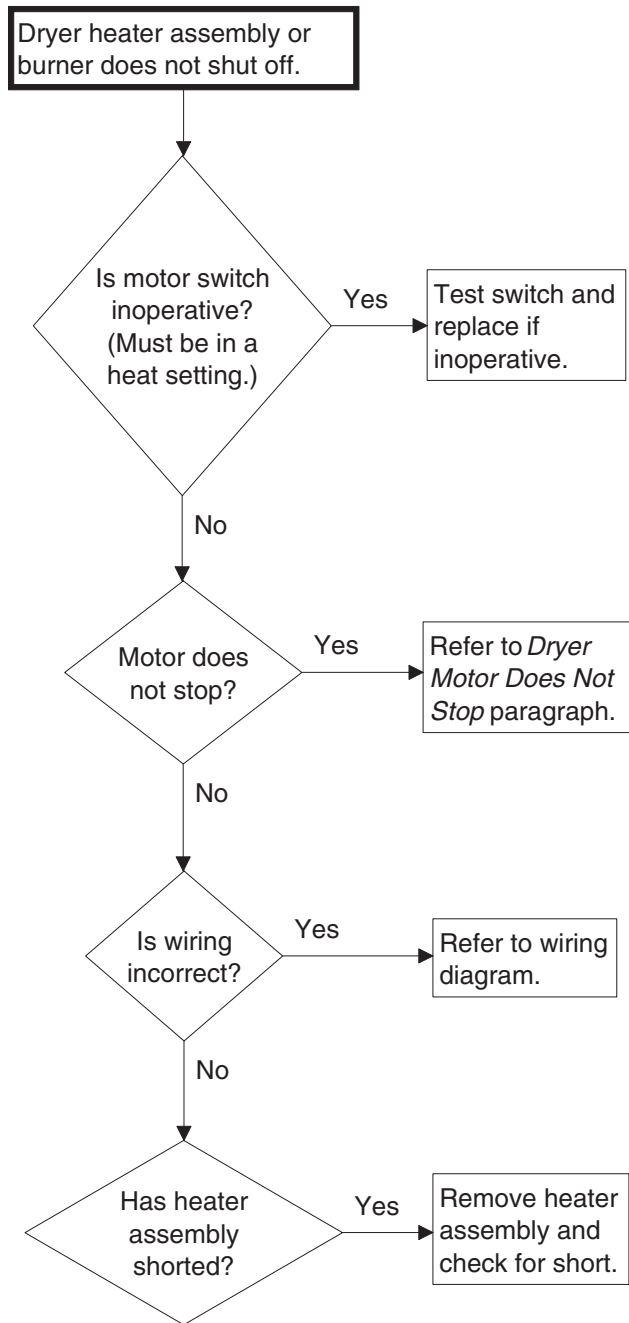 Dryer heater assembly or
burner does not shut off.
Is motor switch
inoperative?
(Must be in a
heat setting.)
Yes
Test switch and
replace if
inoperative.
No
Motor does
not stop?
Yes
Refer to Dryer
Motor Does Not
Stop paragraph.
No
Is wiring
incorrect?
Yes
Refer to wiring
diagram.
No
Has heater
assembly
shorted?
Yes
Remove heater
assembly and
check for short.